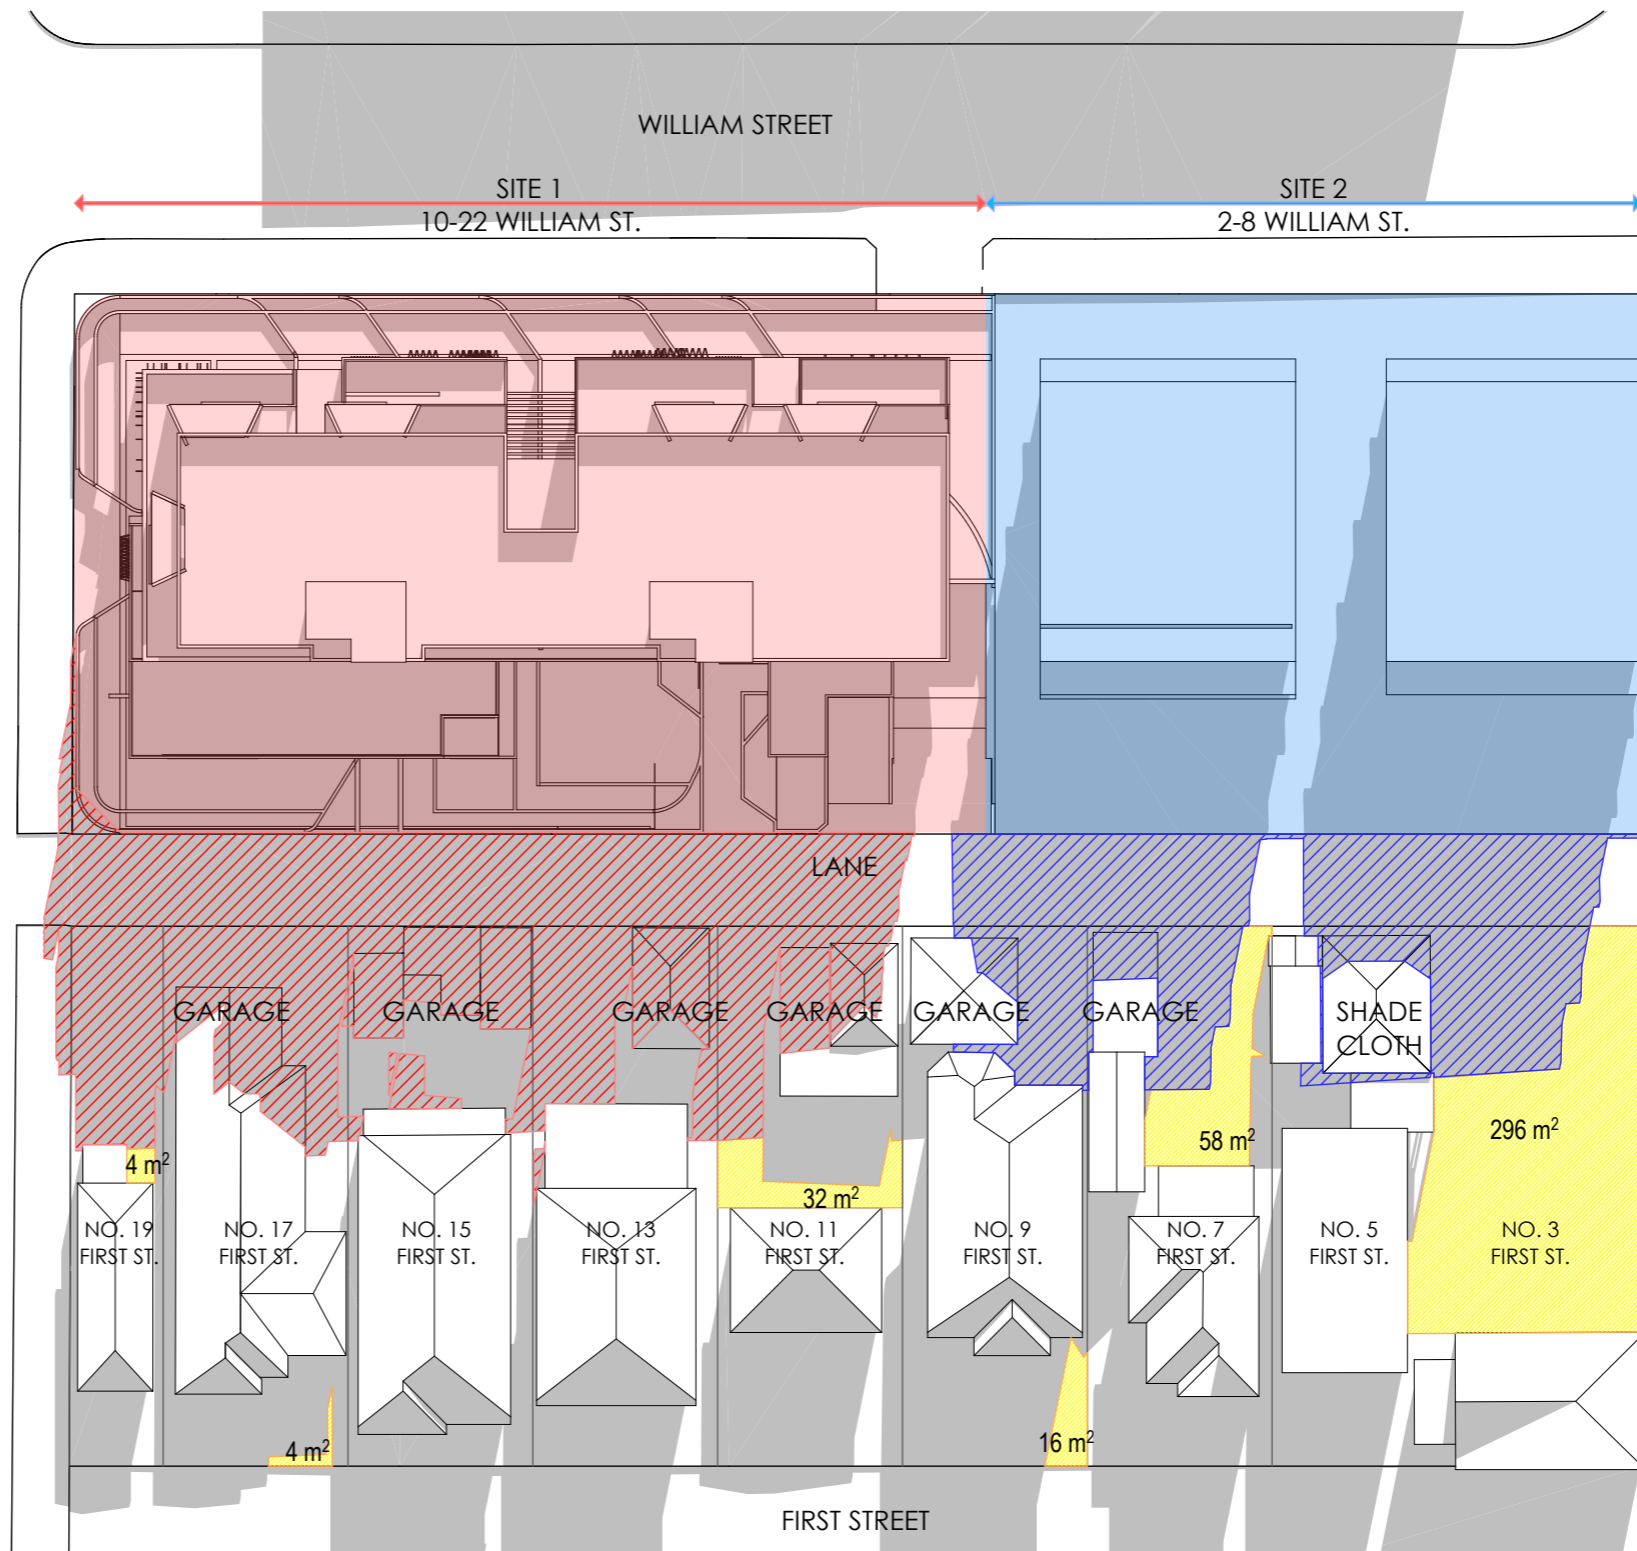 WILLIAM STREET
SITE 1
10-22 WILLIAM ST.
SITE 2
2-8 WILLIAM ST.
LANE
GARAGE
GARAGE
GARAGE
GARAGE
GARAGE
GARAGE
SHADE
CLOTH
4 m²
32 m²
58 m²
296 m²
NO. 19
FIRST ST.
NO. 17
FIRST ST.
NO. 15
FIRST ST.
NO. 13
FIRST ST.
NO. 11
FIRST ST.
NO. 9
FIRST ST.
NO. 7
FIRST ST.
NO. 5
FIRST ST.
NO. 3
FIRST ST.
4 m²
16 m²
FIRST STREET